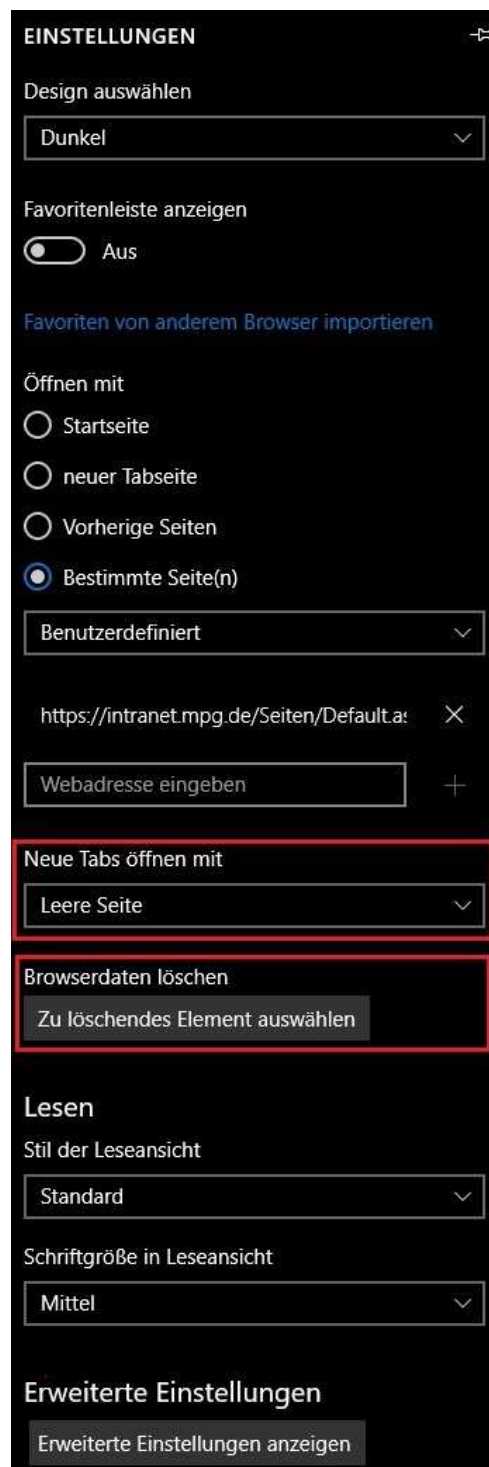 EINSTELLUNGEN
Design auswählen
Dunkel
Favoritenleiste anzeigen
Aus
Favoriten von anderem Browser importieren
Öffnen mit
Startseite
neuer Tabseite
Vorherige Seiten
Bestimmte Seite(n)
Benutzerdefiniert
https://intranet.mpg.de/Seiten/Default.as
Webadresse eingeben
Neue Tabs öffnen mit
Leere Seite
Browserdaten löschen
Zu löschendes Element auswählen
Lesen
Stil der Leseansicht
Standard
Schriftgröße in Leseansicht
Mittel
Erweiterte Einstellungen
Erweiterte Einstellungen anzeigen